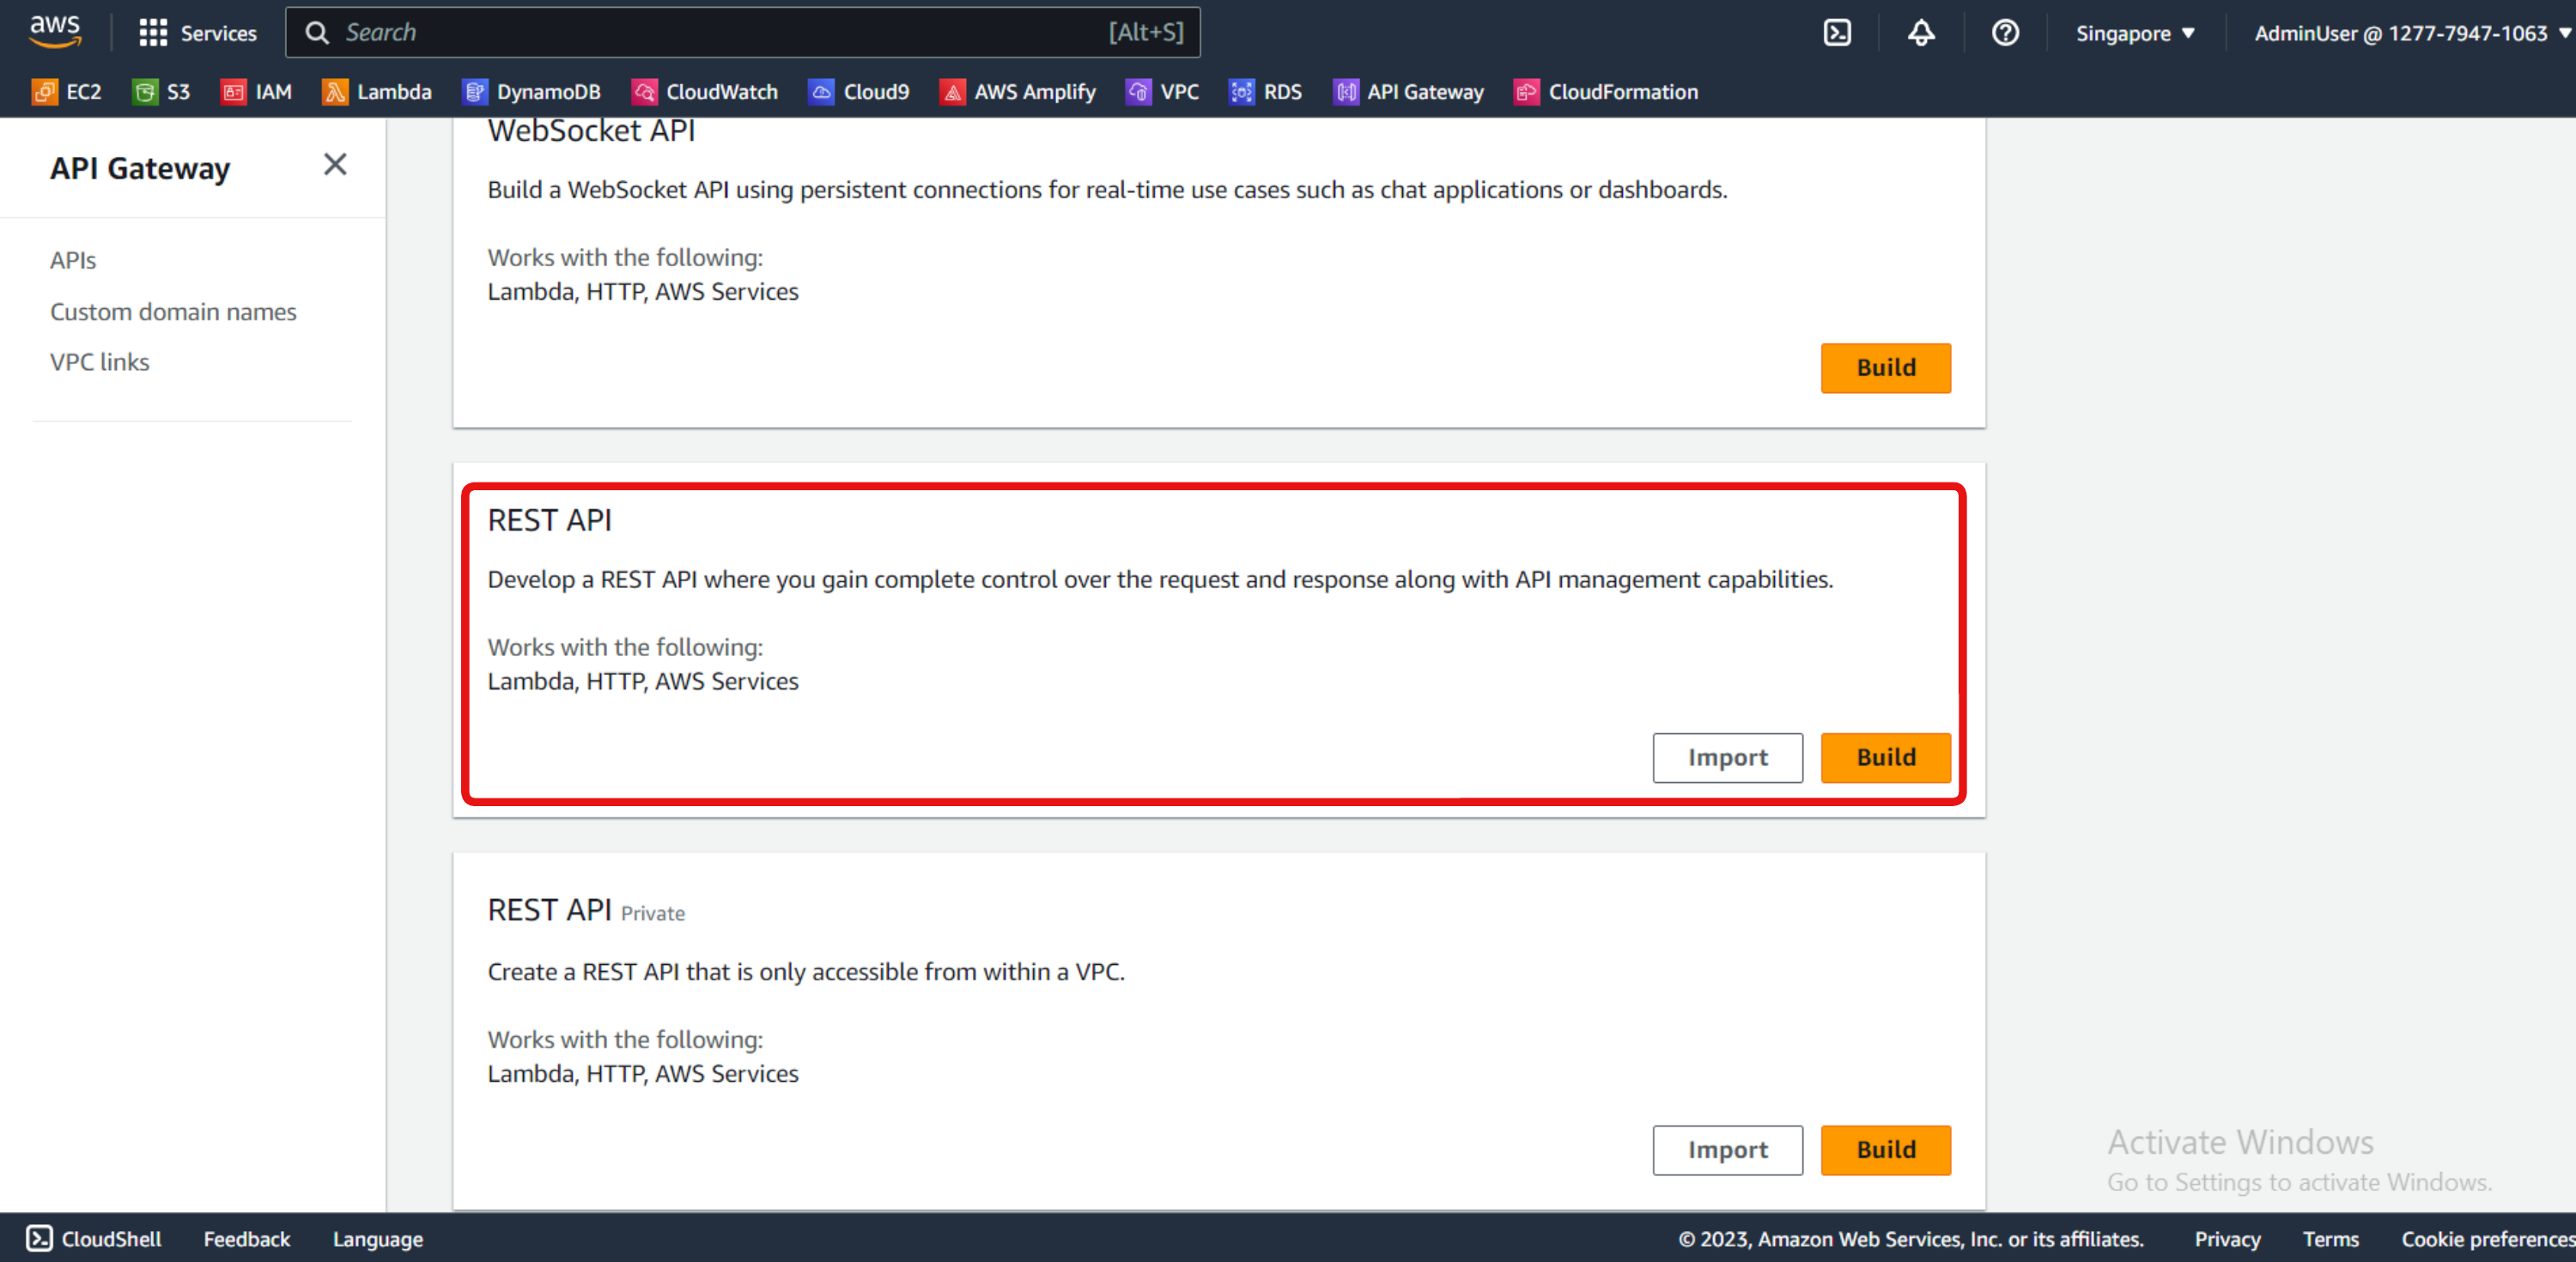 aws Services Search [Alt+S] Singapore ▼ AdminUser @ 1277-7947-1063 ▼
EC2 S3 IAM Lambda DynamoDB CloudWatch Cloud9 AWS Amplify VPC RDS API Gateway CloudFormation
API Gateway
APIs
Custom domain names
VPC links
WebSocket API
Build a WebSocket API using persistent connections for real-time use cases such as chat applications or dashboards.
Works with the following:
Lambda, HTTP, AWS Services
Build
REST API
Develop a REST API where you gain complete control over the request and response along with API management capabilities.
Works with the following:
Lambda, HTTP, AWS Services
Import Build
REST API Private
Create a REST API that is only accessible from within a VPC.
Works with the following:
Lambda, HTTP, AWS Services
Import Build
Activate Windows
Go to Settings to activate Windows.
CloudShell Feedback Language © 2023, Amazon Web Services, Inc. or its affiliates. Privacy Terms Cookie preferences